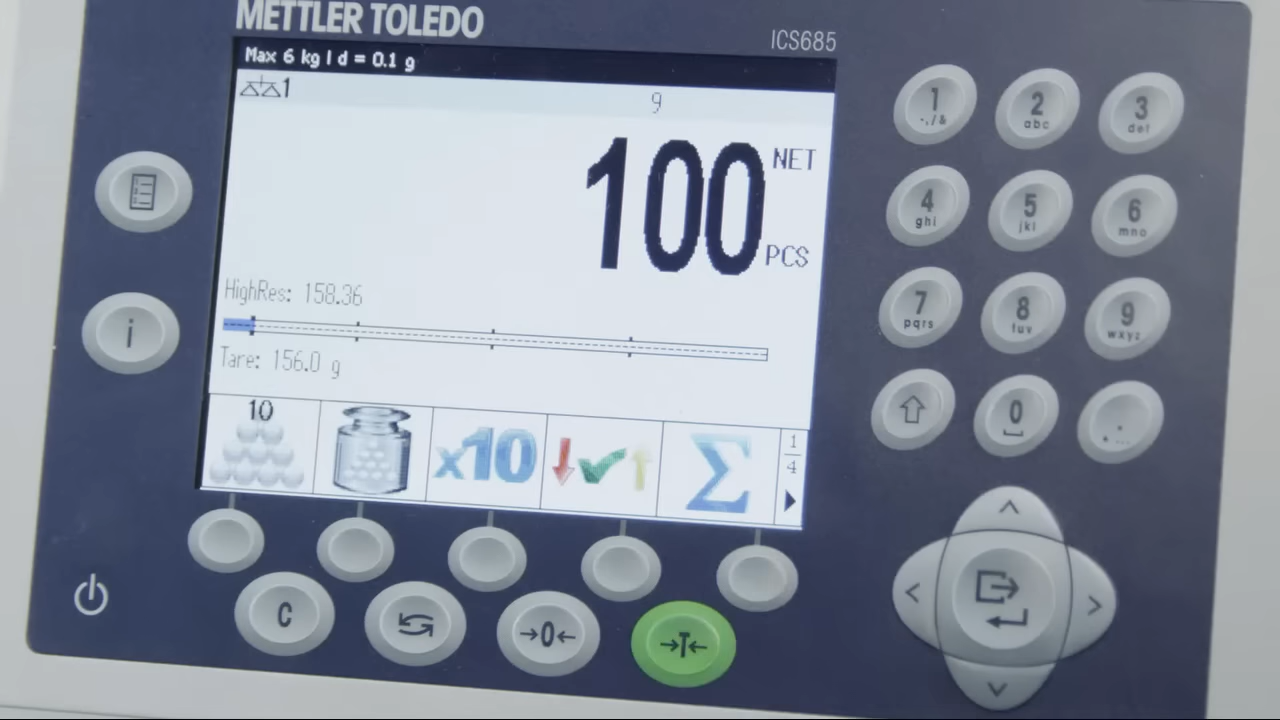 METTLER TOLEDO
ICS685
Max 6 kg | d = 0.1 g
1
g
100
NET
PCS
HighRes: 158.36
Tare: 156.0 g
10
x10
Σ
1
4
i
C
→0←
→T←
1
.,/&
2
abc
3
def
4
ghi
5
jkl
6
mno
7
pqrs
8
tuv
9
wxyz
0